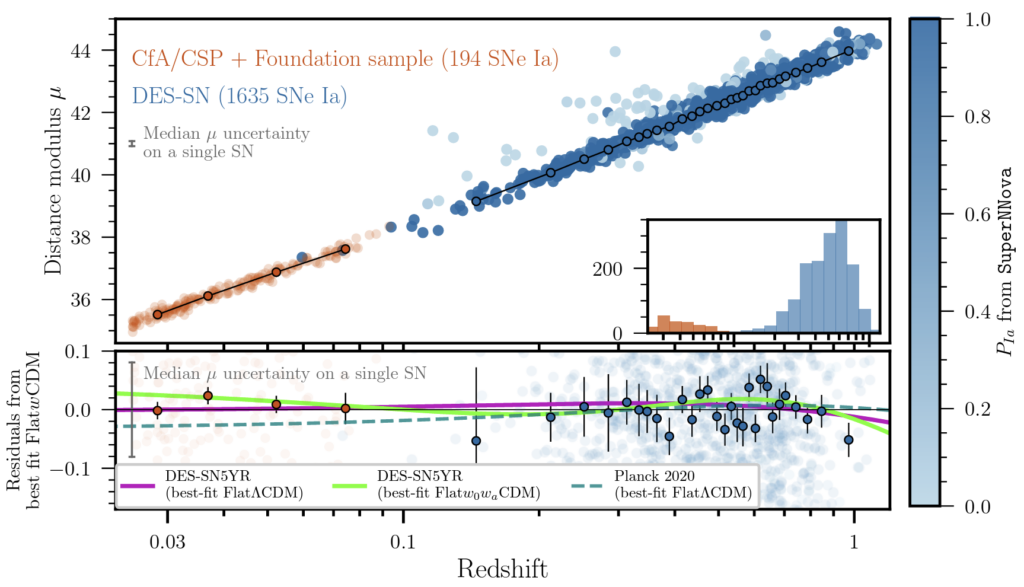 44
42
40
38
36
Distance modulus μ
CfA/CSP + Foundation sample (194 SNe Ia)
DES-SN (1635 SNe Ia)
Median μ uncertainty
on a single SN
200
0
1.0
0.8
0.6
0.4
0.2
0.0
P_{Ia} from SuperNNova
0.1
0.0
−0.1
Residuals from
best fit FlatwCDM
Median μ uncertainty on a single SN
DES-SN5YR
(best-fit FlatΛCDM)
DES-SN5YR
(best-fit Flatw₀wₐCDM)
Planck 2020
(best-fit FlatΛCDM)
0.03
0.1
1
Redshift